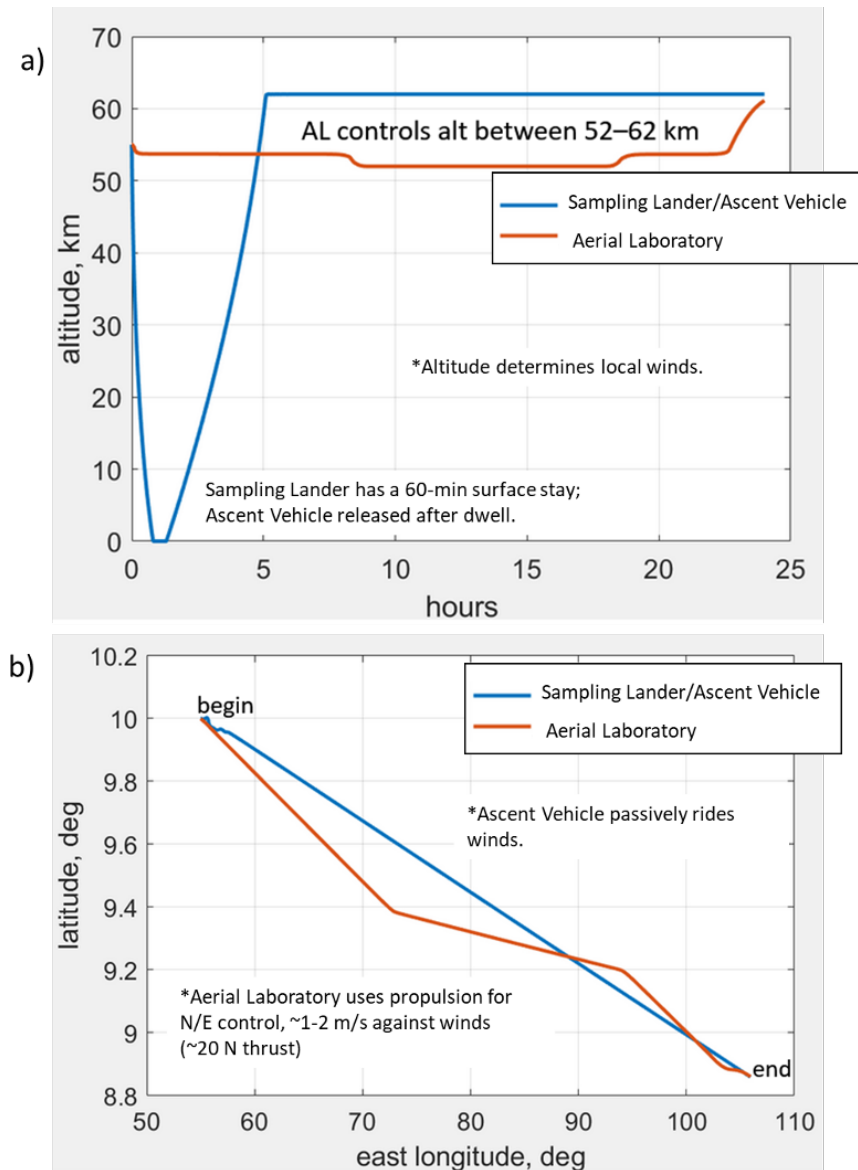 a)
70
60
50
40
30
20
10
0
altitude, km
AL controls alt between 52–62 km
Sampling Lander/Ascent Vehicle
Aerial Laboratory
*Altitude determines local winds.
Sampling Lander has a 60-min surface stay;
Ascent Vehicle released after dwell.
0 5 10 15 20 25
hours
b)
10.2
10
9.8
9.6
9.4
9.2
9
8.8
latitude, deg
begin
Sampling Lander/Ascent Vehicle
Aerial Laboratory
*Ascent Vehicle passively rides
winds.
*Aerial Laboratory uses propulsion for
N/E control, ~1-2 m/s against winds
(~20 N thrust)
end
50 60 70 80 90 100 110
east longitude, deg